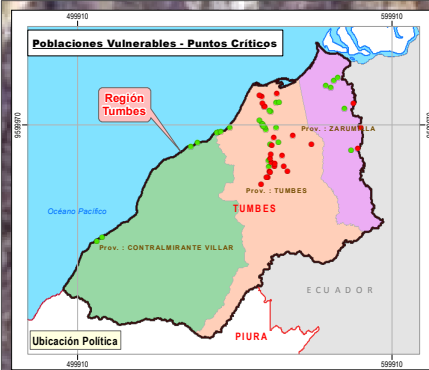 499910
599910
Poblaciones Vulnerables - Puntos Críticos
Región
Tumbes
9599970
9599970
Prov. : ZARUMILLA
Prov. : TUMBES
TUMBES
Océano Pacífico
Prov. : CONTRALMIRANTE VILLAR
ECUADOR
PIURA
Ubicación Política
499910
599910